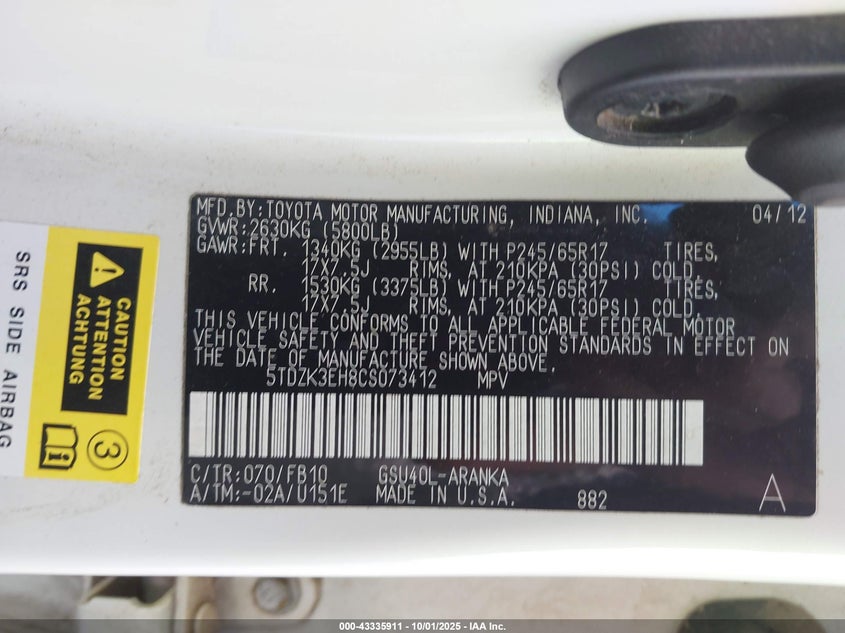 MFD.BY:TOYOTA MOTOR MANUFACTURING, INDIANA, INC. 04/12
GVWR:2630KG (5800LB)
GAWR:FRT. 1340KG (2955LB) WITH P245/65R17 TIRES,
17X7.5J RIMS, AT 210KPA (30PSI) COLD.
RR. 1530KG (3375LB) WITH P245/65R17 TIRES,
17X7.5J RIMS, AT 210KPA (30PSI) COLD.
THIS VEHICLE CONFORMS TO ALL APPLICABLE FEDERAL MOTOR
VEHICLE SAFETY AND THEFT PREVENTION STANDARDS IN EFFECT ON
THE DATE OF MANUFACTURE SHOWN ABOVE.
5TDZK3EH8CS073412 MPV
C/TR:070/FB10 GSU40L-ARANKA
A/TM:-02A/U151E MADE IN U.S.A. 882 A
SRS SIDE AIRBAG
CAUTION
ATTENTION
ACHTUNG
3
000-43335911 - 10/01/2025 - IAA Inc.